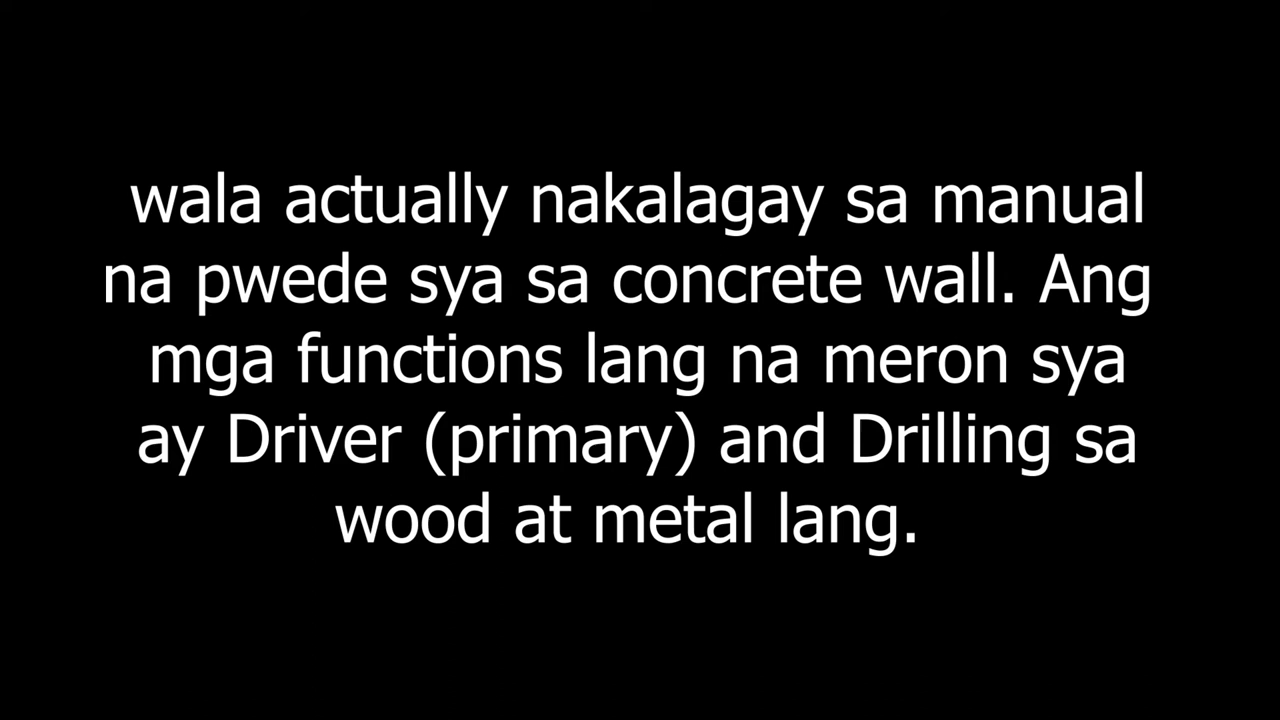 wala actually nakalagay sa manual
na pwede sya sa concrete wall. Ang
mga functions lang na meron sya
ay Driver (primary) and Drilling sa
wood at metal lang.